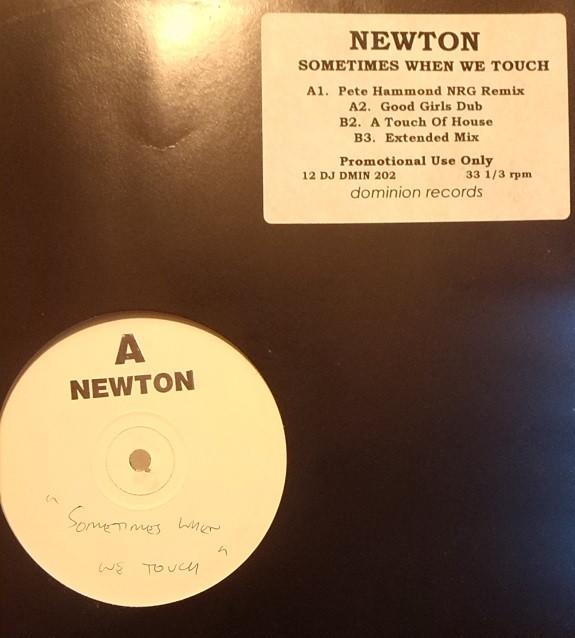 NEWTON
SOMETIMES WHEN WE TOUCH
A1. Pete Hammond NRG Remix
A2. Good Girls Dub
B2. A Touch Of House
B3. Extended Mix
Promotional Use Only
12 DJ DMIN 202 33 1/3 rpm
dominion records
A
NEWTON
"SOMETIMES WHEN
WE TOUCH"